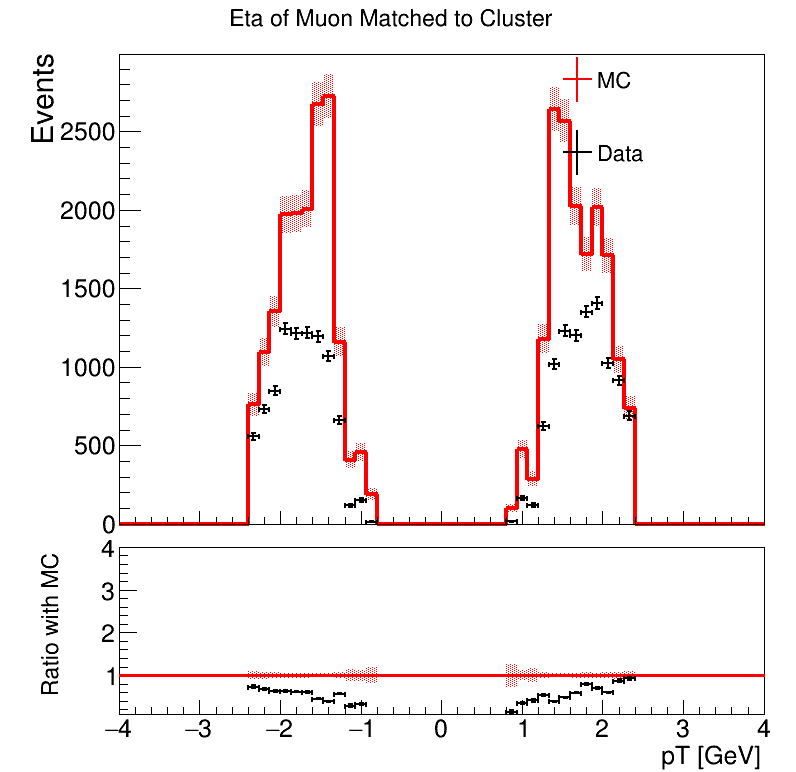 Eta of Muon Matched to Cluster
Events
MC
Data
2500
2000
1500
1000
500
0
Ratio with MC
4
3
2
1
−4 −3 −2 −1 0 1 2 3 4
pT [GeV]